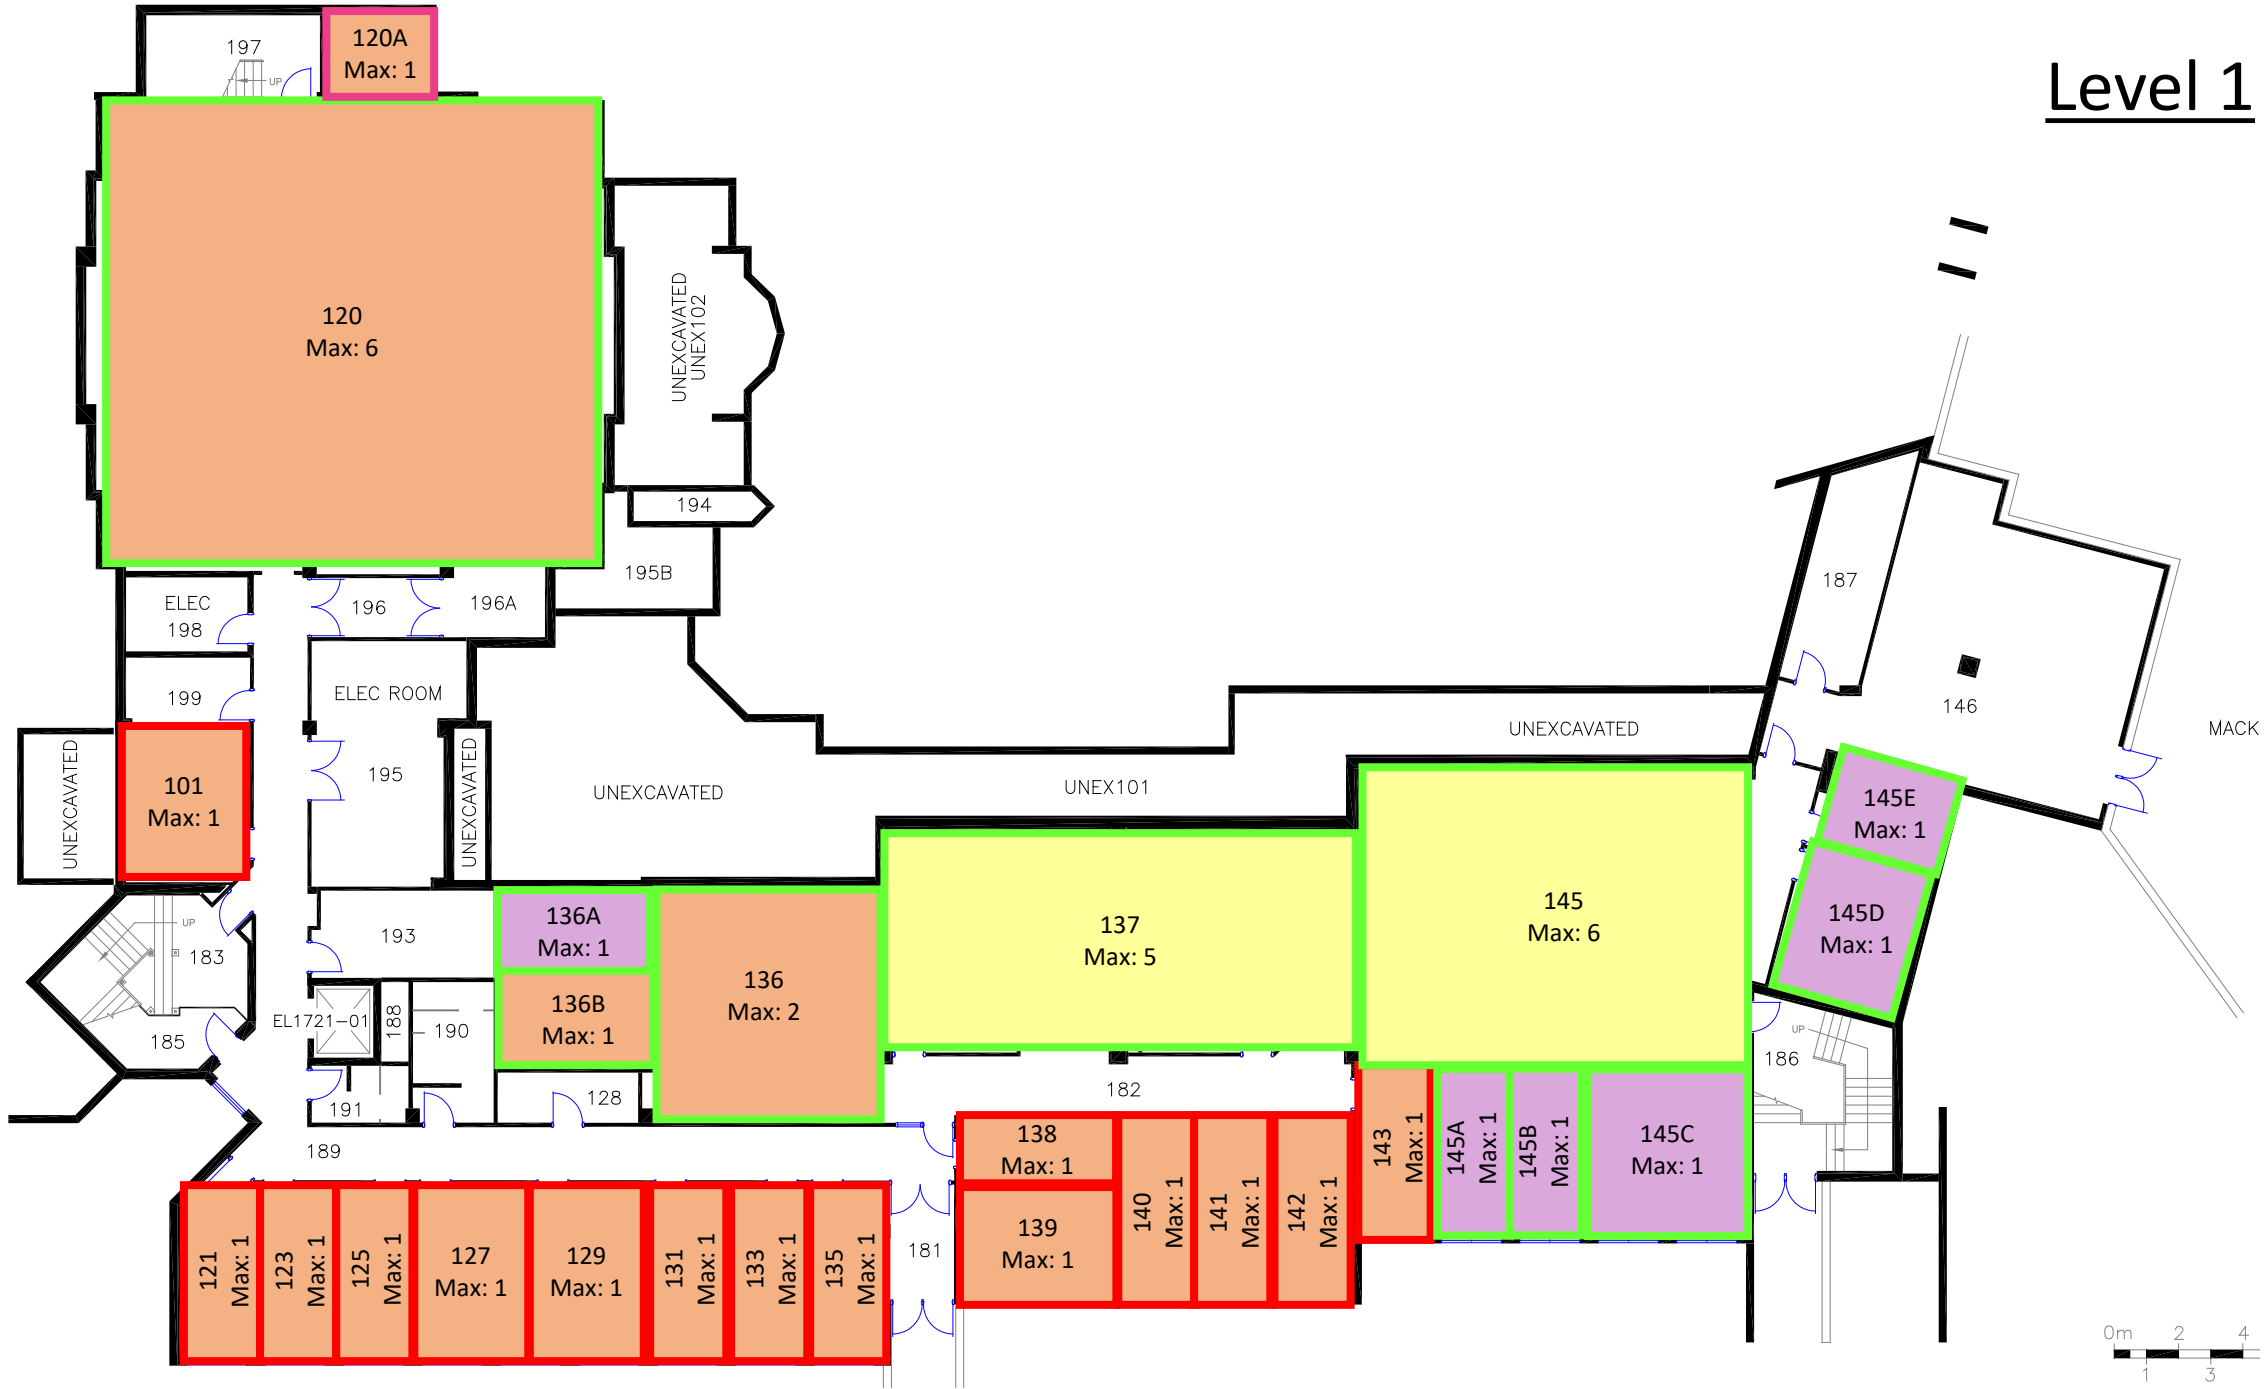 Level 1
197
UP
120A
Max: 1
120
Max: 6
UNEXCAVATED
UNEX102
194
195B
ELEC
198
196
196A
199
ELEC ROOM
195
UNEXCAVATED
101
Max: 1
UNEXCAVATED
UNEXCAVATED
UNEX101
UNEXCAVATED
187
146
MACK
145E
Max: 1
145D
Max: 1
145
Max: 6
137
Max: 5
136A
Max: 1
136B
Max: 1
136
Max: 2
193
UP
183
185
EL1721-01
188
190
191
128
182
189
UP
186
138
Max: 1
139
Max: 1
140
Max: 1
141
Max: 1
142
Max: 1
143
Max: 1
145A
Max: 1
145B
Max: 1
145C
Max: 1
121
Max: 1
123
Max: 1
125
Max: 1
127
Max: 1
129
Max: 1
131
Max: 1
133
Max: 1
135
Max: 1
181
0m 2 4
1 3